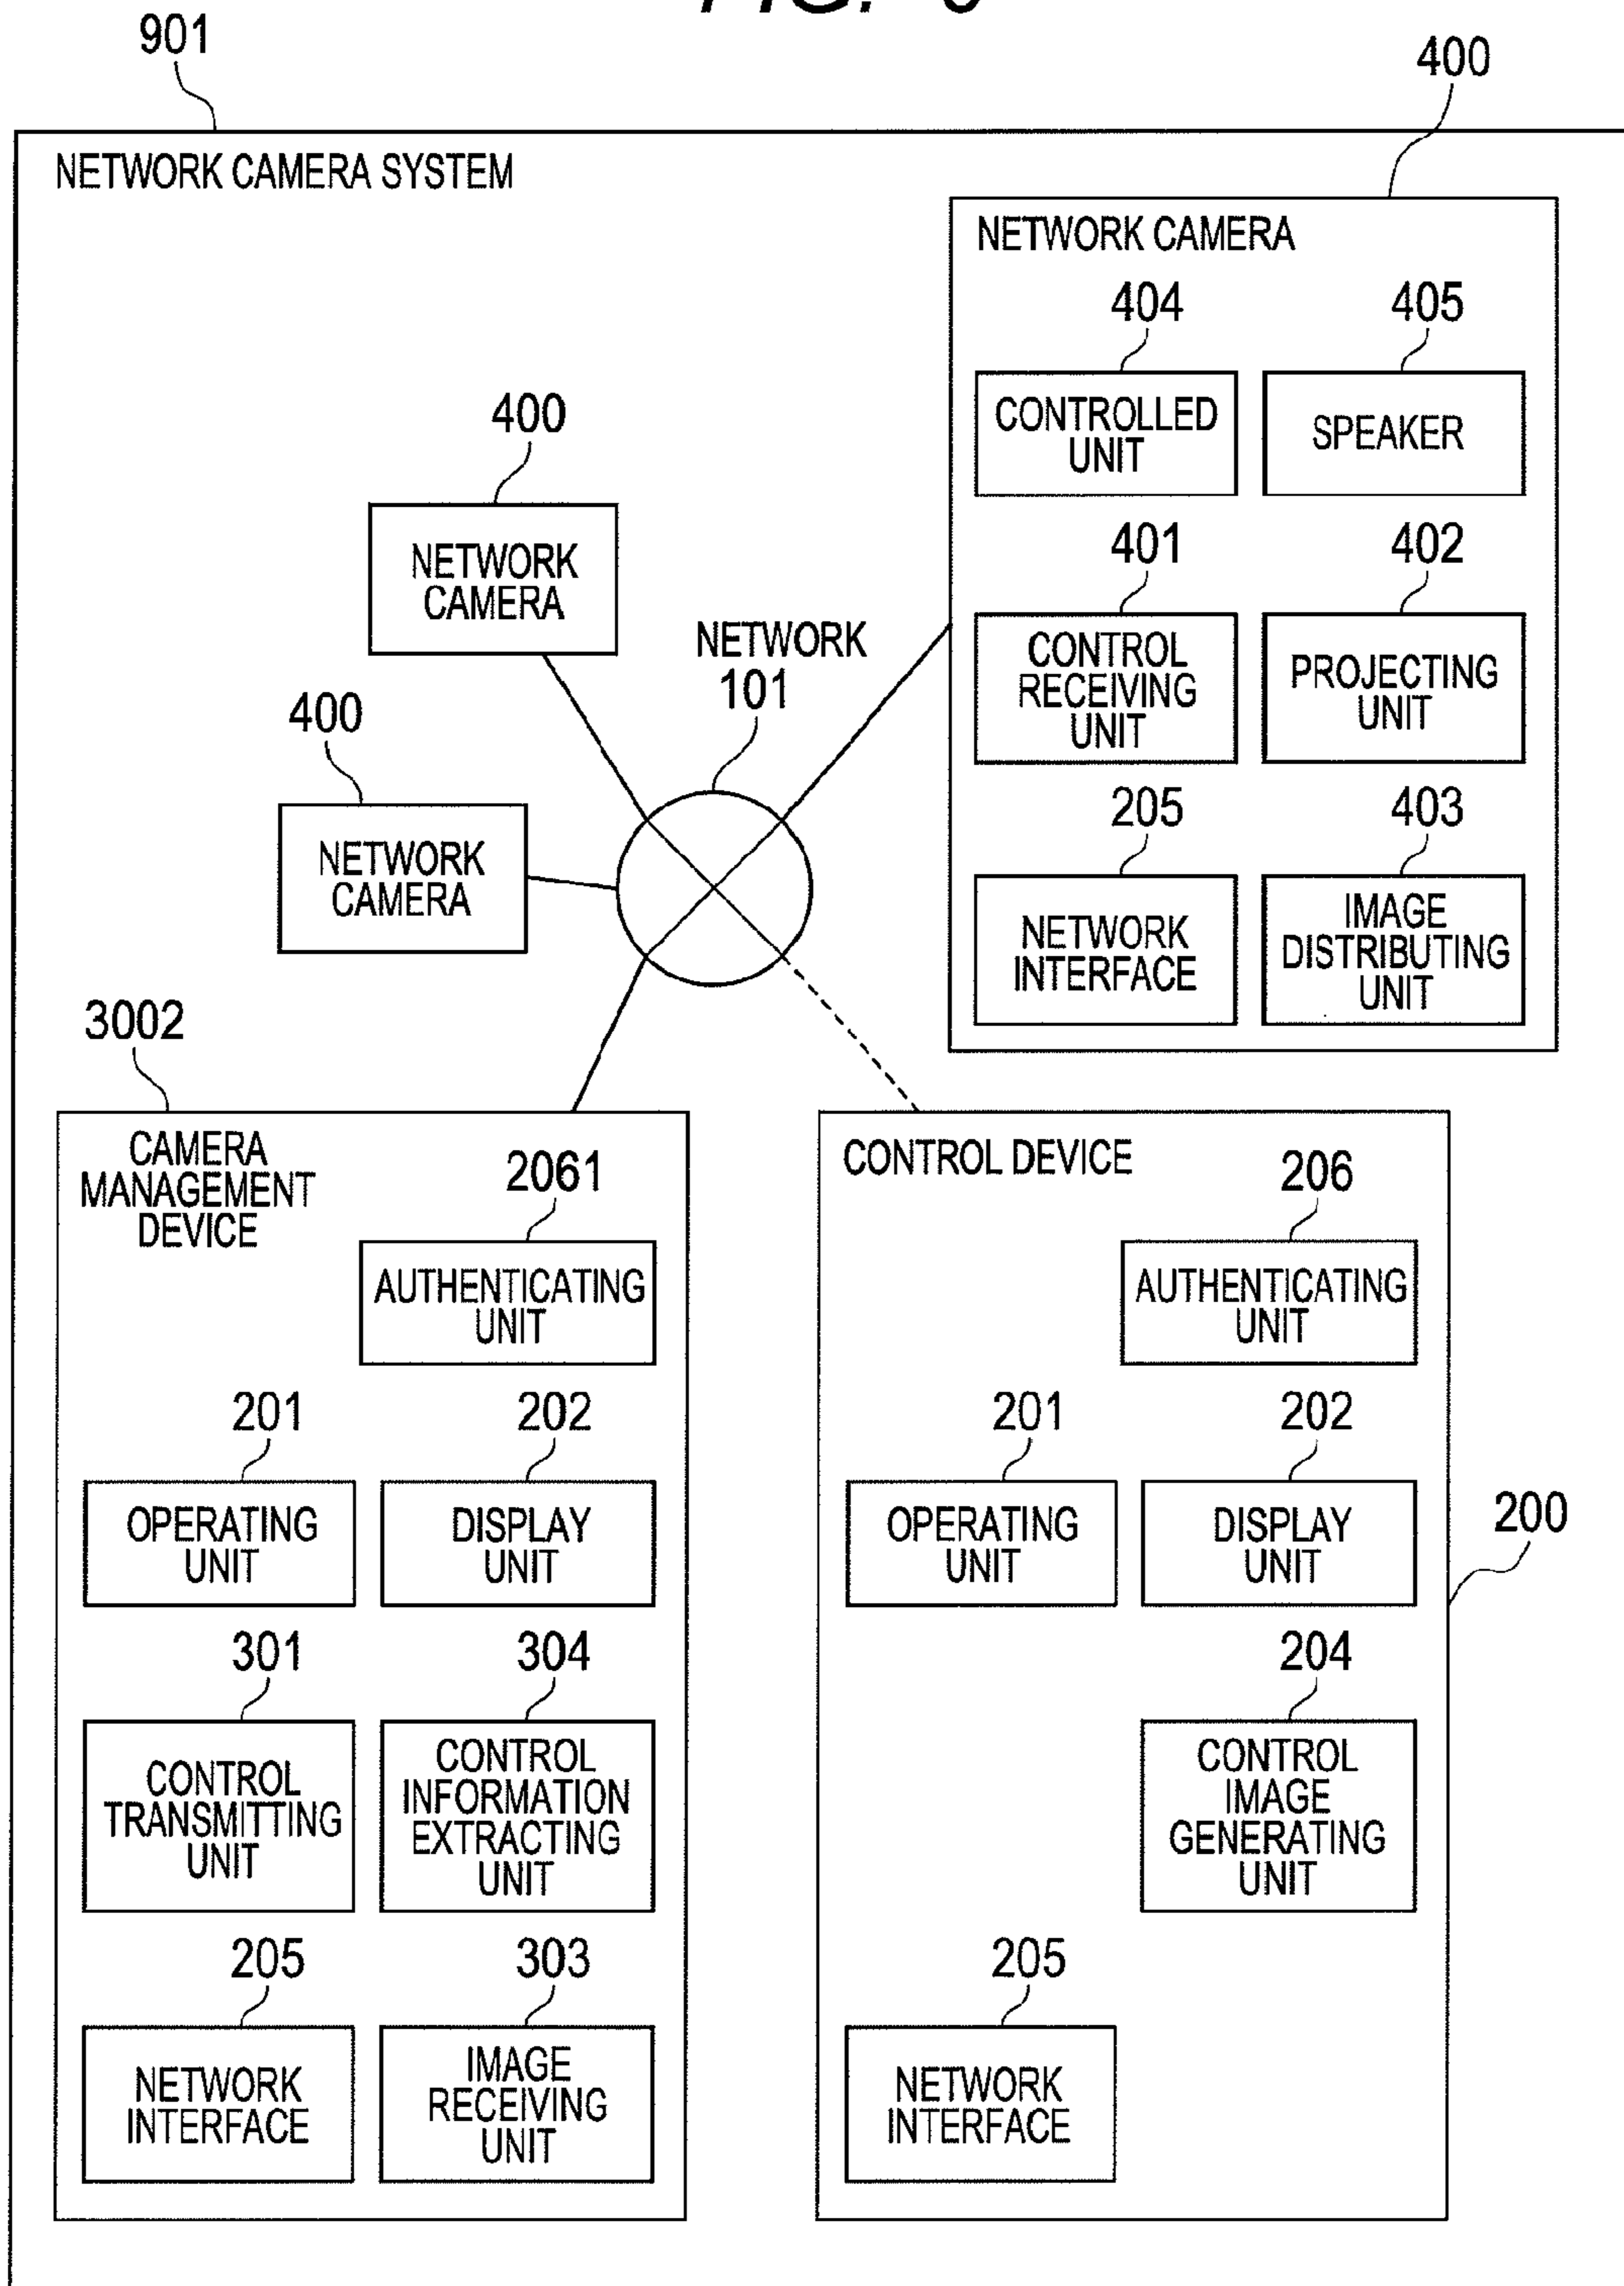 FIG.
901
400
NETWORK CAMERA SYSTEM
NETWORK CAMERA
404
405
CONTROLLED
UNIT
SPEAKER
400
NETWORK
CAMERA
401
402
CONTROL
RECEIVING
UNIT
PROJECTING
UNIT
NETWORK
101
400
NETWORK
CAMERA
205
403
NETWORK
INTERFACE
IMAGE
DISTRIBUTING
UNIT
3002
CAMERA
MANAGEMENT
DEVICE
2061
AUTHENTICATING
UNIT
201
202
OPERATING
UNIT
DISPLAY
UNIT
301
304
CONTROL
TRANSMITTING
UNIT
CONTROL
INFORMATION
EXTRACTING
UNIT
205
303
NETWORK
INTERFACE
IMAGE
RECEIVING
UNIT
CONTROL DEVICE
206
AUTHENTICATING
UNIT
201
202
OPERATING
UNIT
DISPLAY
UNIT
200
204
CONTROL
IMAGE
GENERATING
UNIT
205
NETWORK
INTERFACE